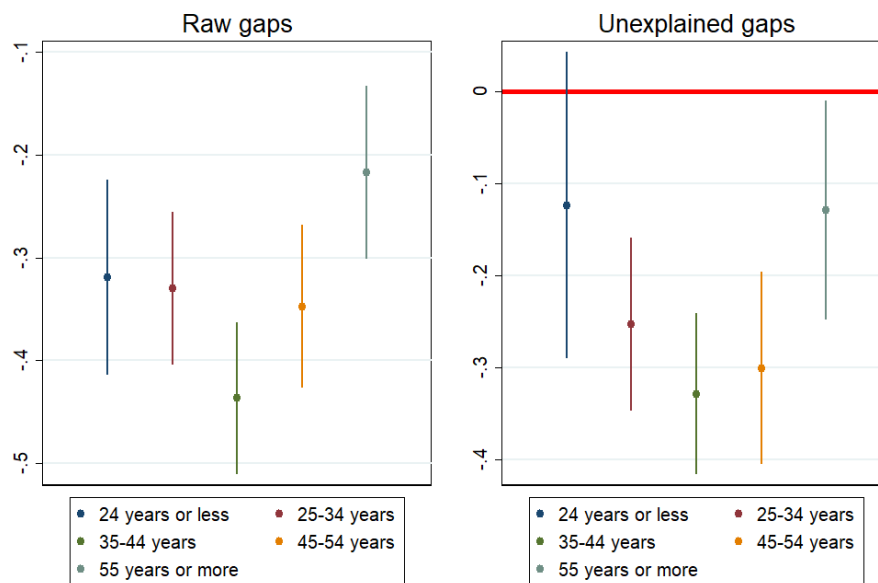 Raw gaps
-.1
-.2
-.3
-.4
-.5
24 years or less
25-34 years
35-44 years
45-54 years
55 years or more
Unexplained gaps
0
-.1
-.2
-.3
-.4
24 years or less
25-34 years
35-44 years
45-54 years
55 years or more